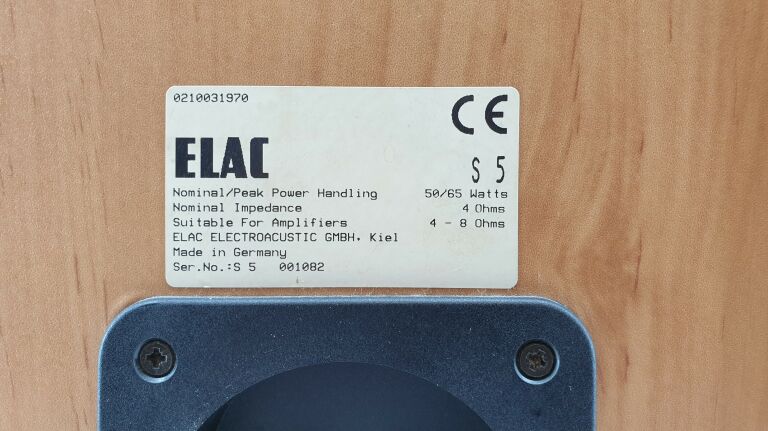 0210031970
CE
ELAC
S 5
Nominal/Peak Power Handling 50/65 Watts
Nominal Impedance 4 Ohms
Suitable For Amplifiers 4 - 8 Ohms
ELAC ELECTROACUSTIC GMBH. Kiel
Made in Germany
Ser.No.:S 5 001082